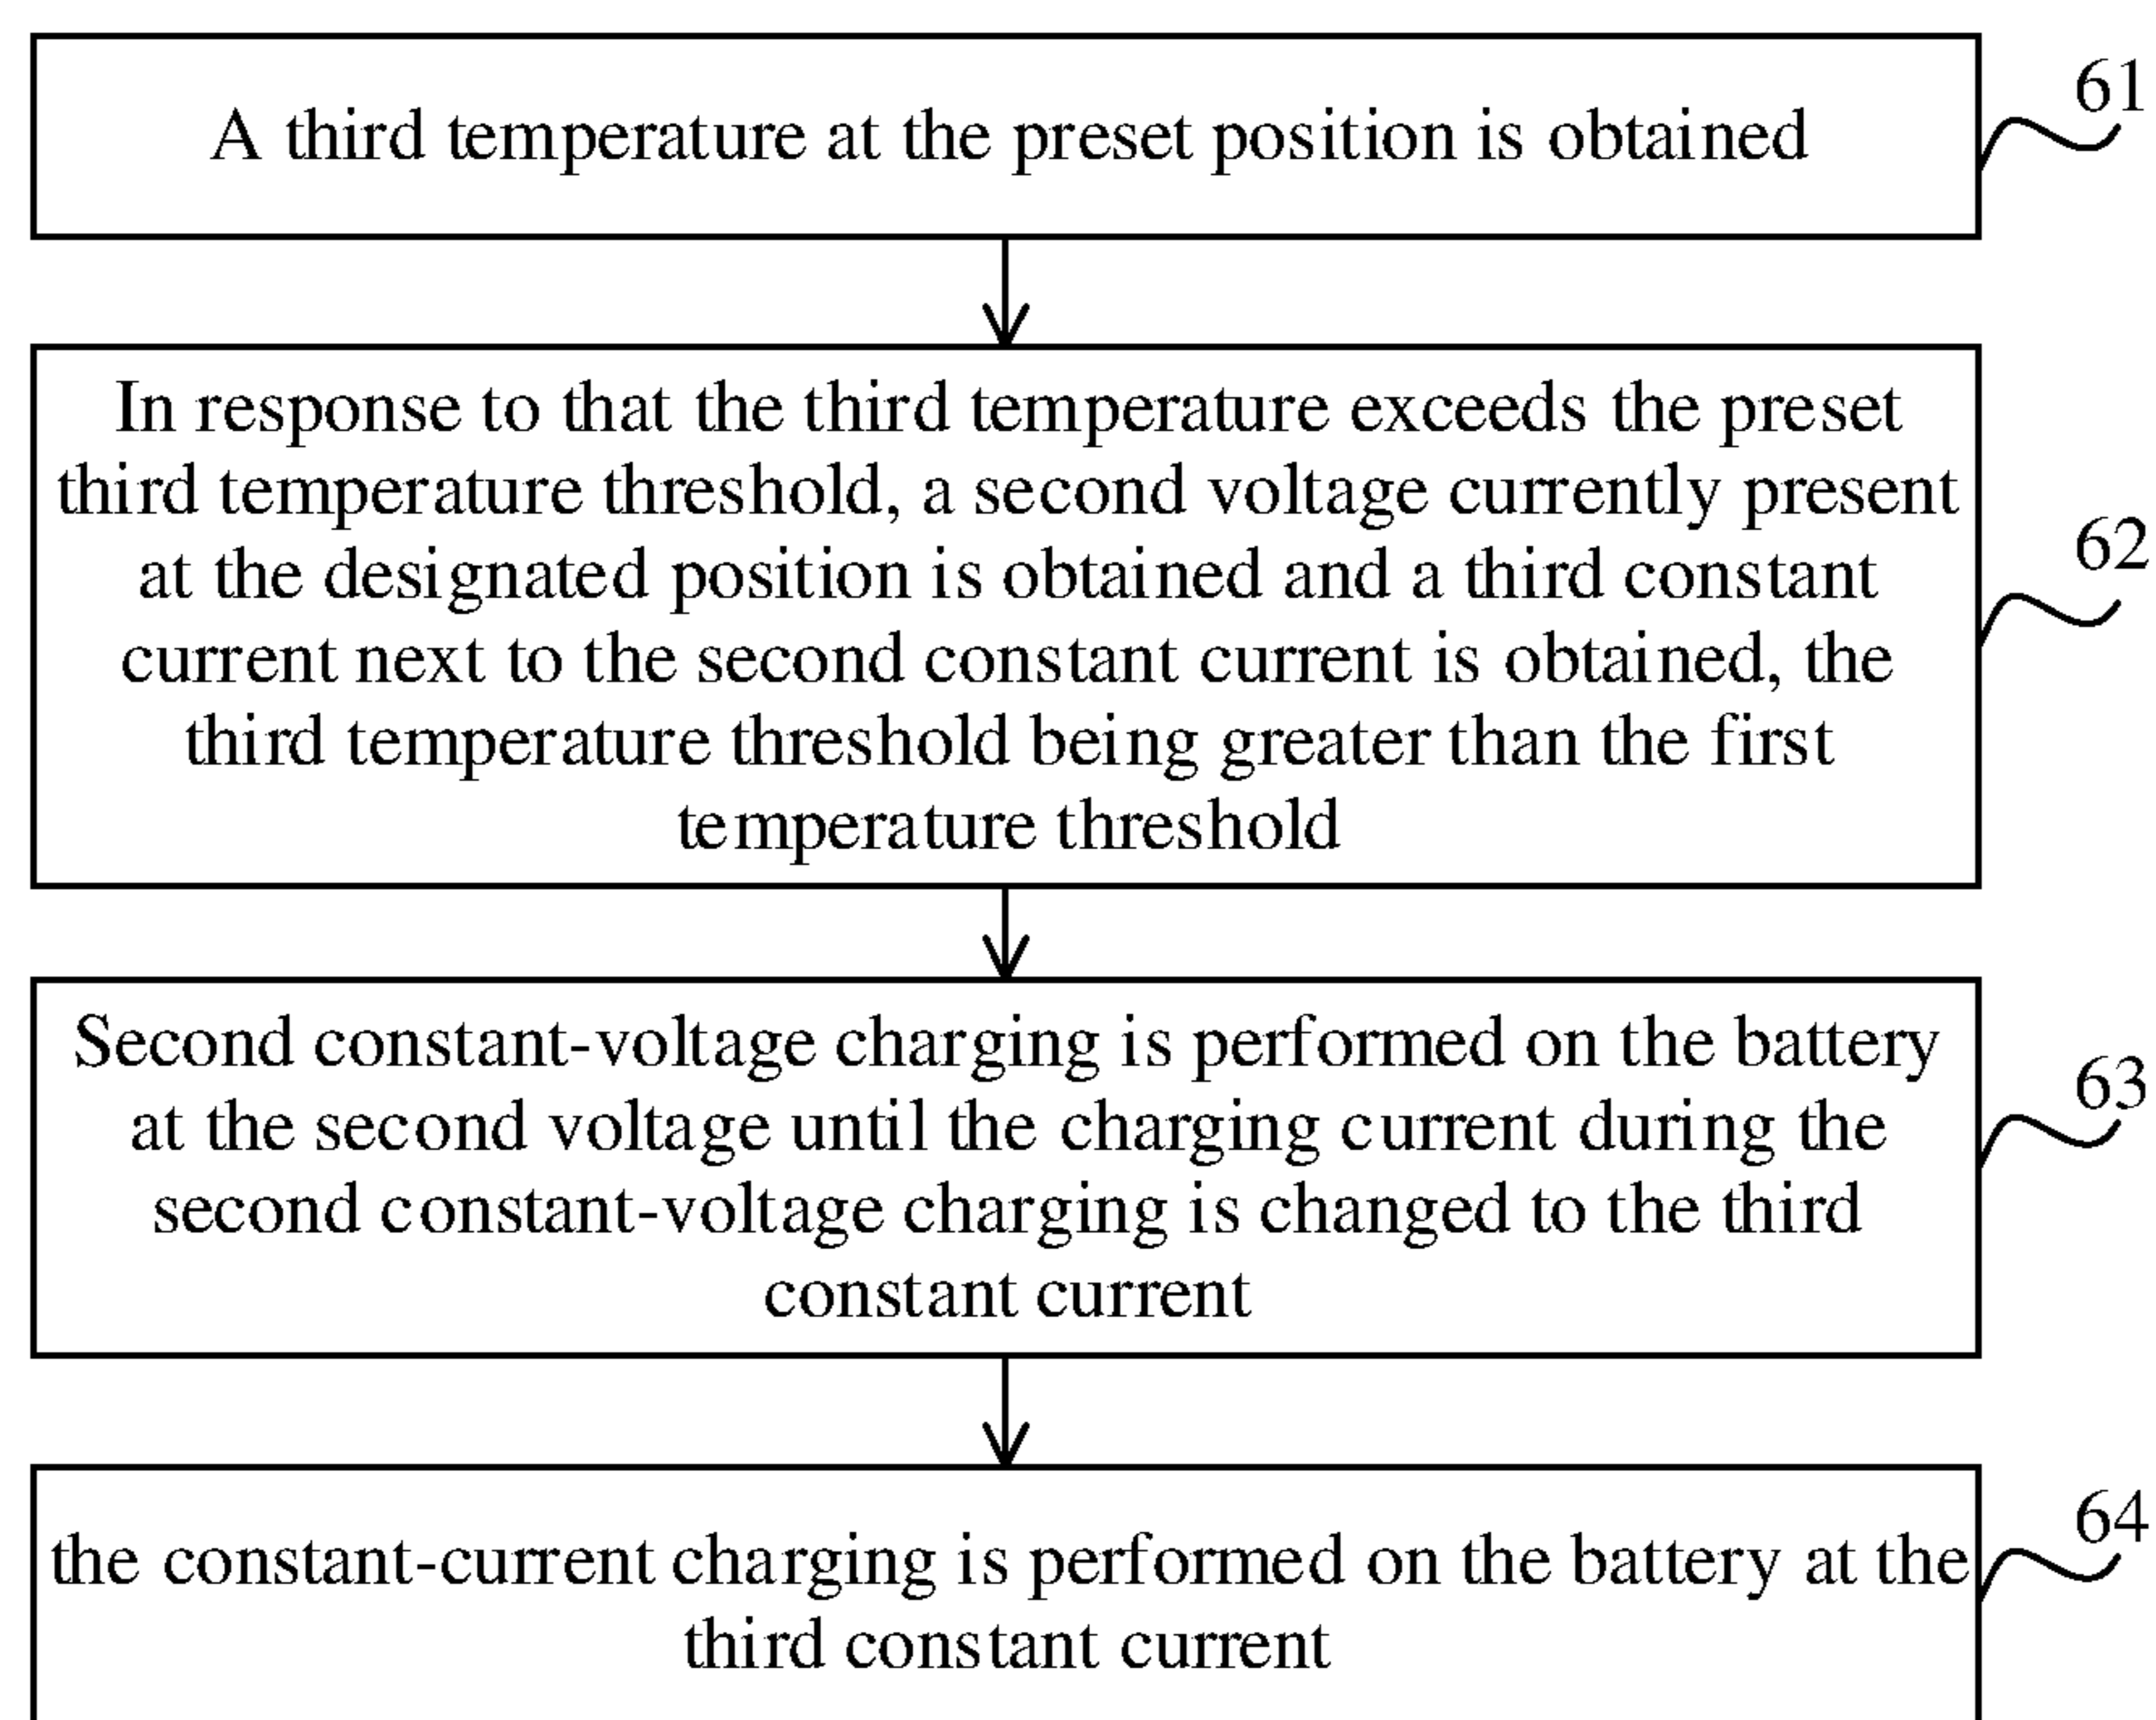 61
A third temperature at the preset position is obtained
In response to that the third temperature exceeds the preset
third temperature threshold, a second voltage currently present
at the designated position is obtained and a third constant
current next to the second constant current is obtained, the
third temperature threshold being greater than the first
temperature threshold
62
Second constant-voltage charging is performed on the battery
at the second voltage until the charging current during the
second constant-voltage charging is changed to the third
constant current
63
the constant-current charging is performed on the battery at the
third constant current
64